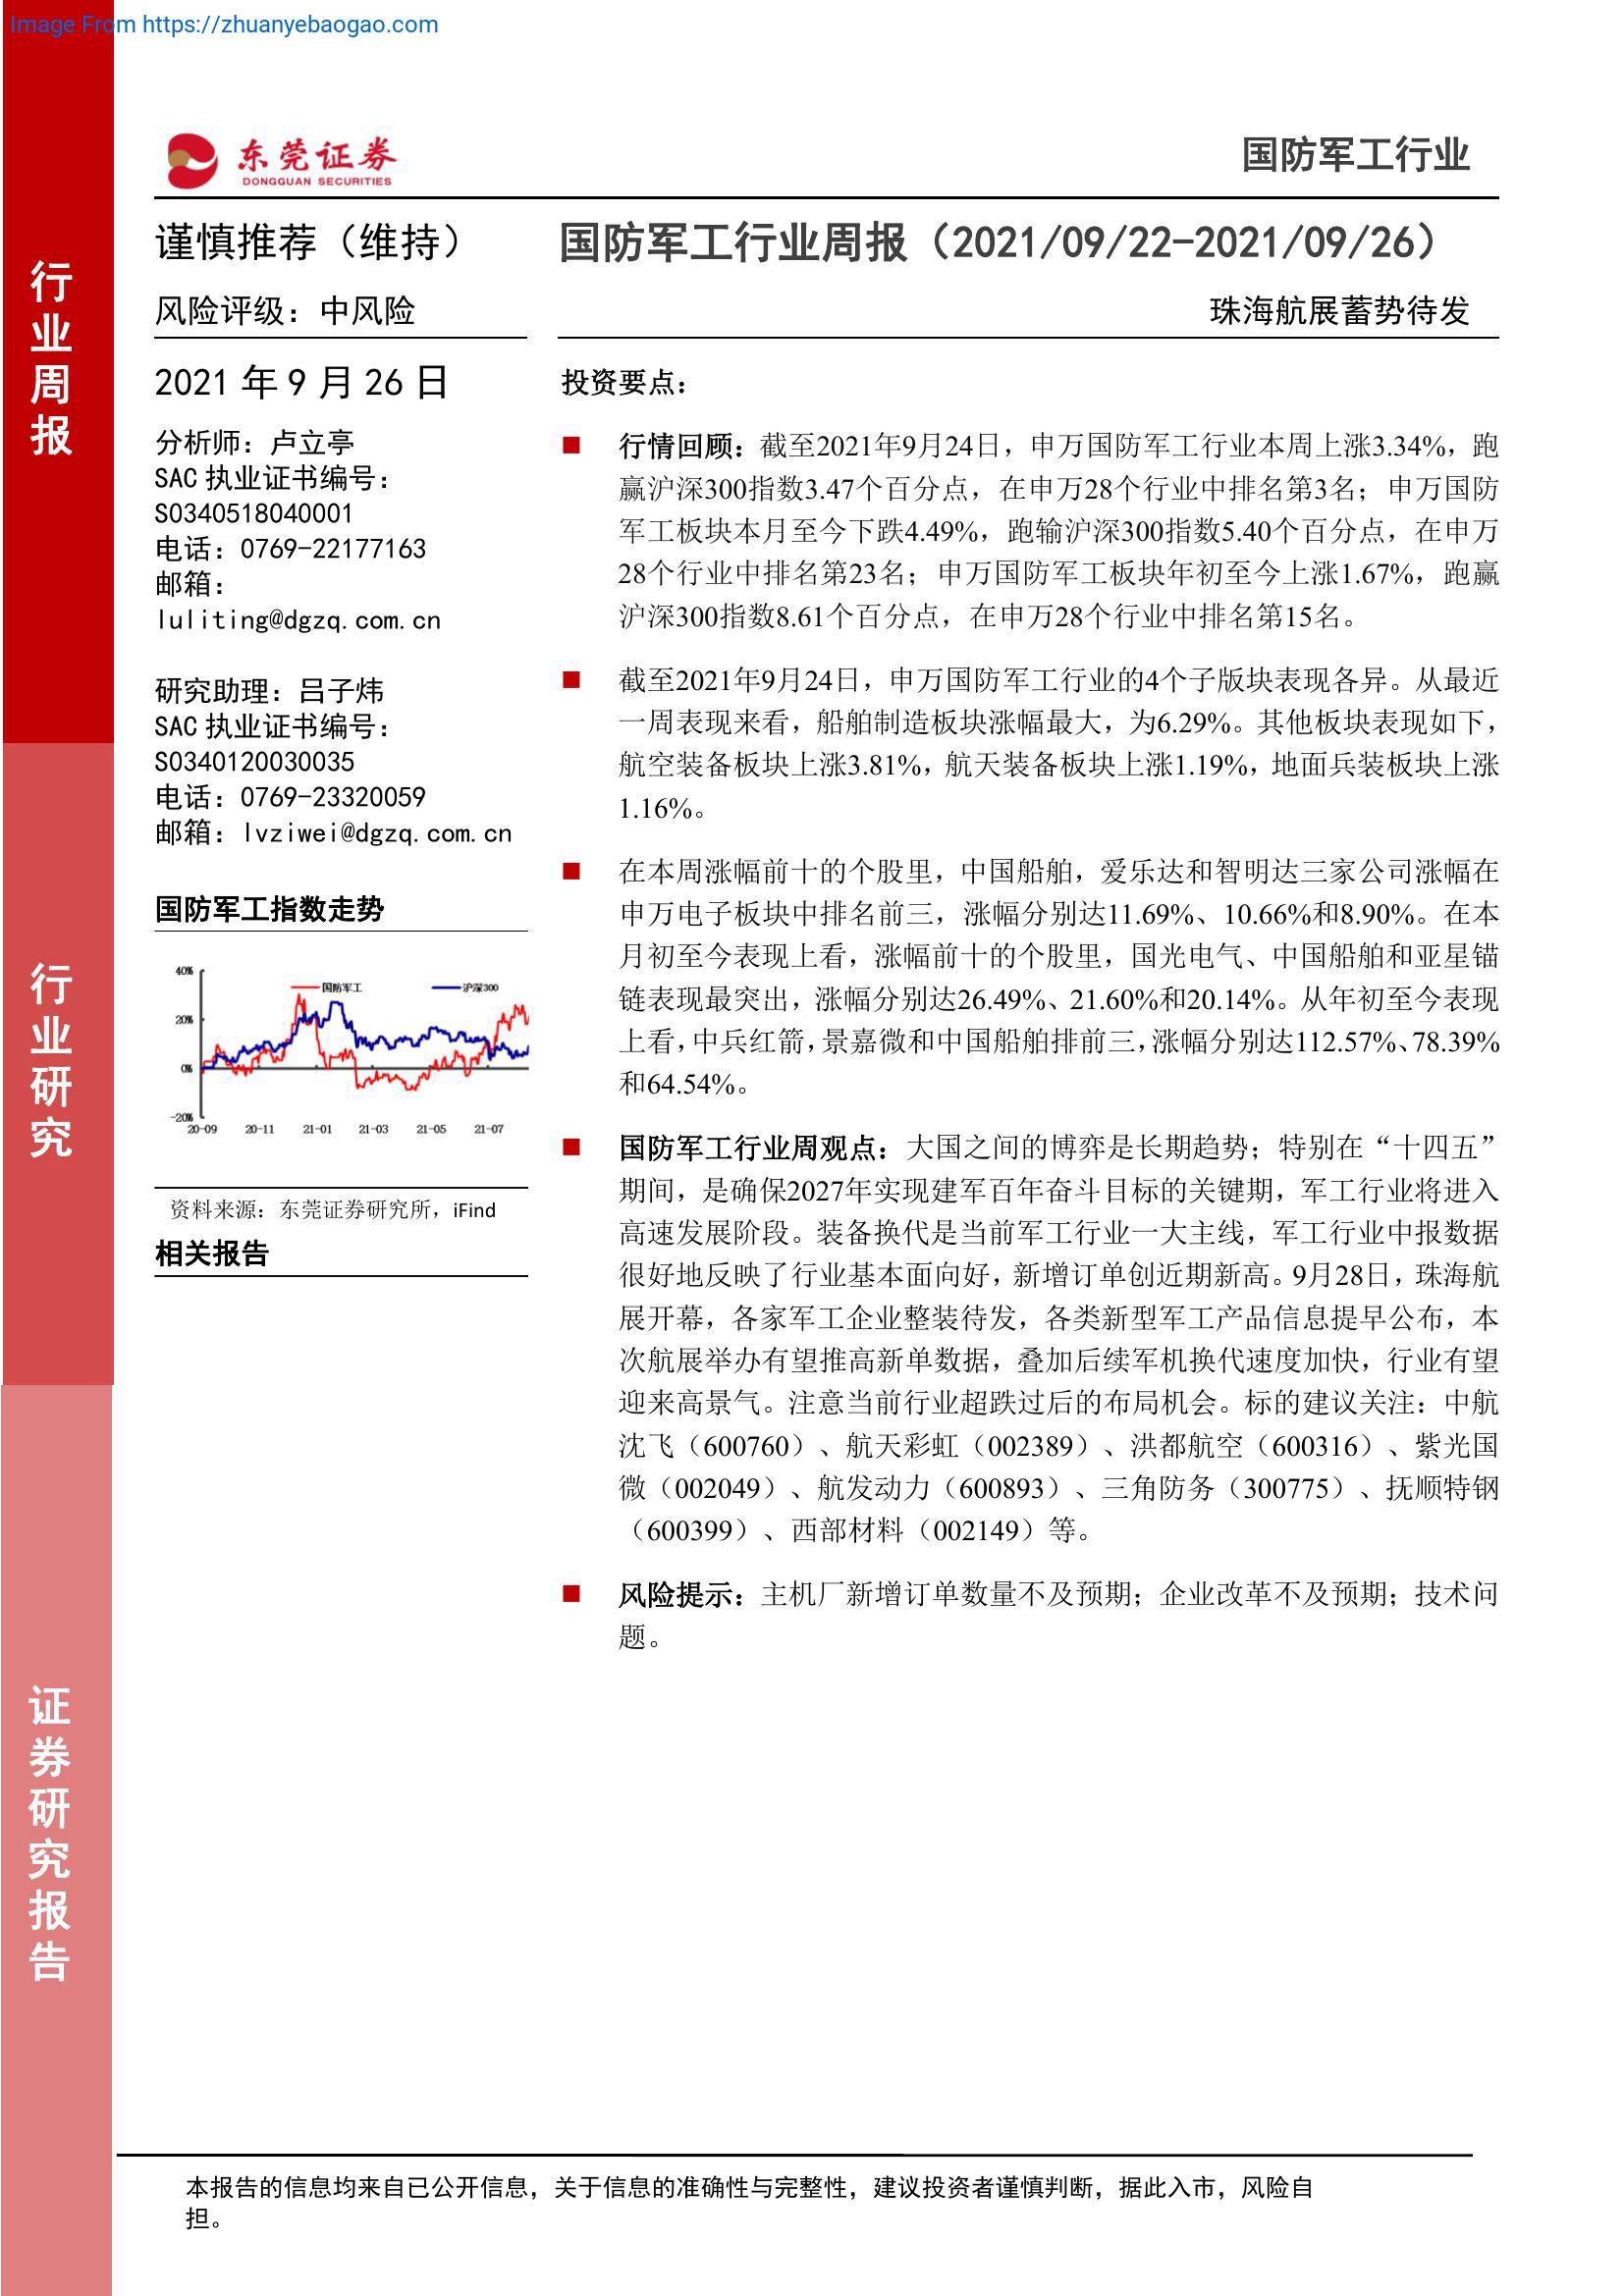 Image From https://zhuanyebaogao.com
东莞证券
DONGGUAN SECURITIES
国防军工行业
行业周报
行业研究
证券研究报告
谨慎推荐（维持）
风险评级：中风险
2021 年 9 月 26 日
分析师：卢立亭
SAC 执业证书编号：
S0340518040001
电话：0769-22177163
邮箱：
luliting@dgzq.com.cn
研究助理：吕子炜
SAC 执业证书编号：
S0340120030035
电话：0769-23320059
邮箱：lvziwei@dgzq.com.cn
国防军工指数走势
40%
20%
0%
-20%
国防军工
沪深300
20-09 20-11 21-01 21-03 21-05 21-07
资料来源：东莞证券研究所，iFind
相关报告
国防军工行业周报（2021/09/22-2021/09/26）
珠海航展蓄势待发
投资要点：
■ 行情回顾：截至2021年9月24日，申万国防军工行业本周上涨3.34%，跑
赢沪深300指数3.47个百分点，在申万28个行业中排名第3名；申万国防
军工板块本月至今下跌4.49%，跑输沪深300指数5.40个百分点，在申万
28个行业中排名第23名；申万国防军工板块年初至今上涨1.67%，跑赢
沪深300指数8.61个百分点，在申万28个行业中排名第15名。
■ 截至2021年9月24日，申万国防军工行业的4个子版块表现各异。从最近
一周表现来看，船舶制造板块涨幅最大，为6.29%。其他板块表现如下，
航空装备板块上涨3.81%，航天装备板块上涨1.19%，地面兵装板块上涨
1.16%。
■ 在本周涨幅前十的个股里，中国船舶，爱乐达和智明达三家公司涨幅在
申万电子板块中排名前三，涨幅分别达11.69%、10.66%和8.90%。在本
月初至今表现上看，涨幅前十的个股里，国光电气、中国船舶和亚星锚
链表现最突出，涨幅分别达26.49%、21.60%和20.14%。从年初至今表现
上看，中兵红箭，景嘉微和中国船舶排前三，涨幅分别达112.57%、78.39%
和64.54%。
■ 国防军工行业周观点：大国之间的博弈是长期趋势；特别在“十四五”
期间，是确保2027年实现建军百年奋斗目标的关键期，军工行业将进入
高速发展阶段。装备换代是当前军工行业一大主线，军工行业中报数据
很好地反映了行业基本面向好，新增订单创近期新高。9月28日，珠海航
展开幕，各家军工企业整装待发，各类新型军工产品信息提早公布，本
次航展举办有望推高新单数据，叠加后续军机换代速度加快，行业有望
迎来高景气。注意当前行业超跌过后的布局机会。标的建议关注：中航
沈飞（600760）、航天彩虹（002389）、洪都航空（600316）、紫光国
微（002049）、航发动力（600893）、三角防务（300775）、抚顺特钢
（600399）、西部材料（002149）等。
■ 风险提示：主机厂新增订单数量不及预期；企业改革不及预期；技术问
题。
本报告的信息均来自已公开信息，关于信息的准确性与完整性，建议投资者谨慎判断，据此入市，风险自
担。